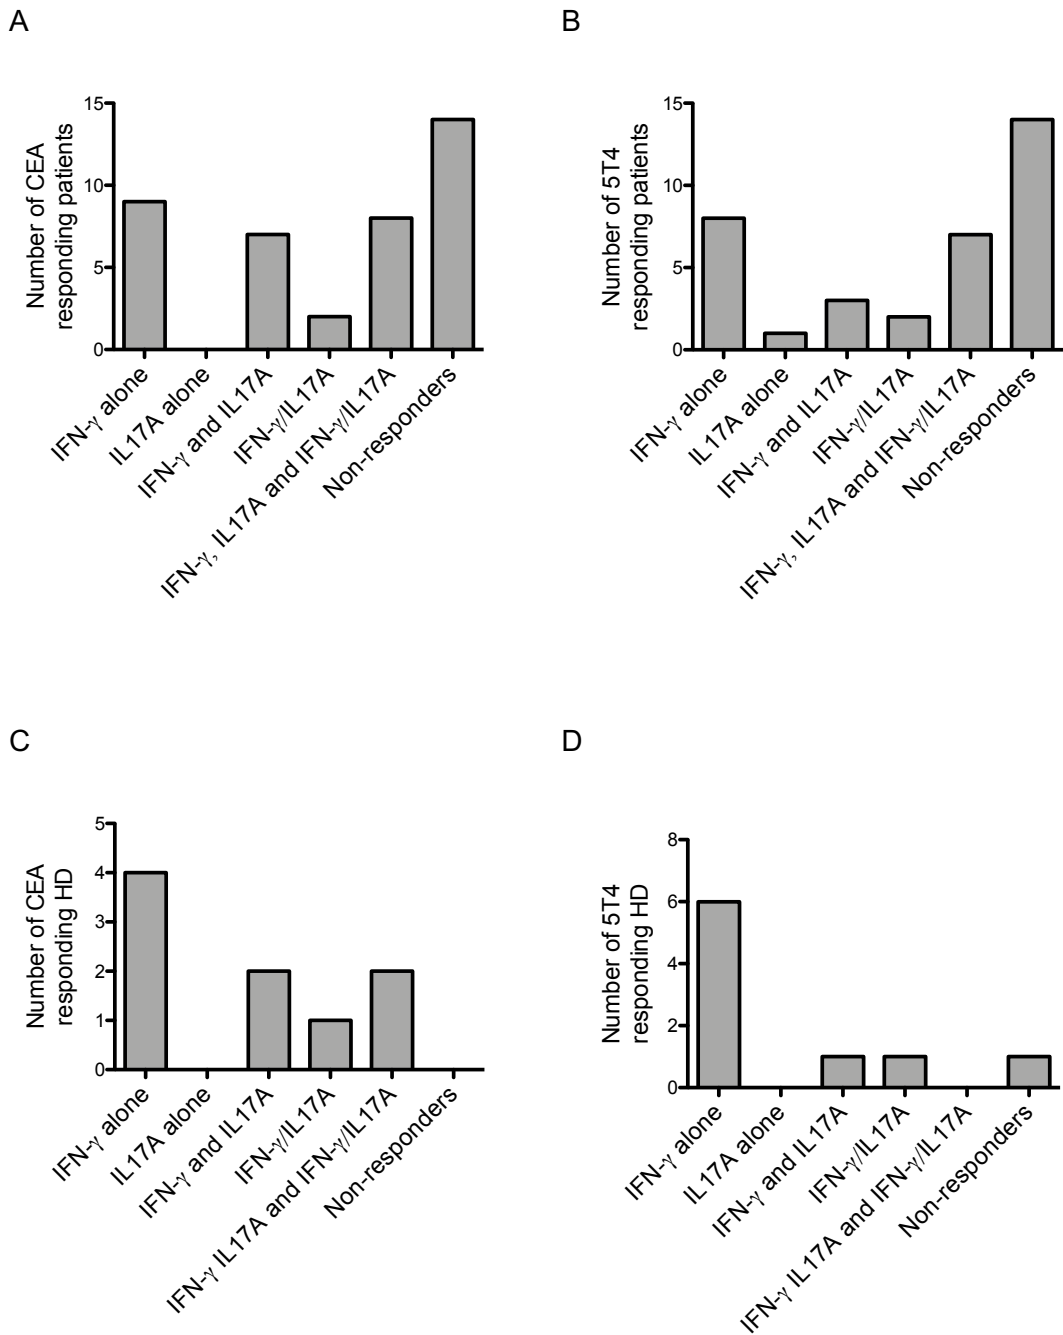 A
Number of CEA
responding patients
15
10
5
0
IFN-γ alone
IL17A alone
IFN-γ and IL17A
IFN-γ/IL17A
IFN-γ, IL17A and IFN-γ/IL17A
Non-responders
B
Number of 5T4
responding patients
15
10
5
0
IFN-γ alone
IL17A alone
IFN-γ and IL17A
IFN-γ/IL17A
IFN-γ, IL17A and IFN-γ/IL17A
Non-responders
C
Number of CEA
responding HD
5
4
3
2
1
0
IFN-γ alone
IL17A alone
IFN-γ and IL17A
IFN-γ/IL17A
IFN-γ IL17A and IFN-γ/IL17A
Non-responders
D
Number of 5T4
responding HD
8
6
4
2
0
IFN-γ alone
IL17A alone
IFN-γ and IL17A
IFN-γ/IL17A
IFN-γ IL17A and IFN-γ/IL17A
Non-responders